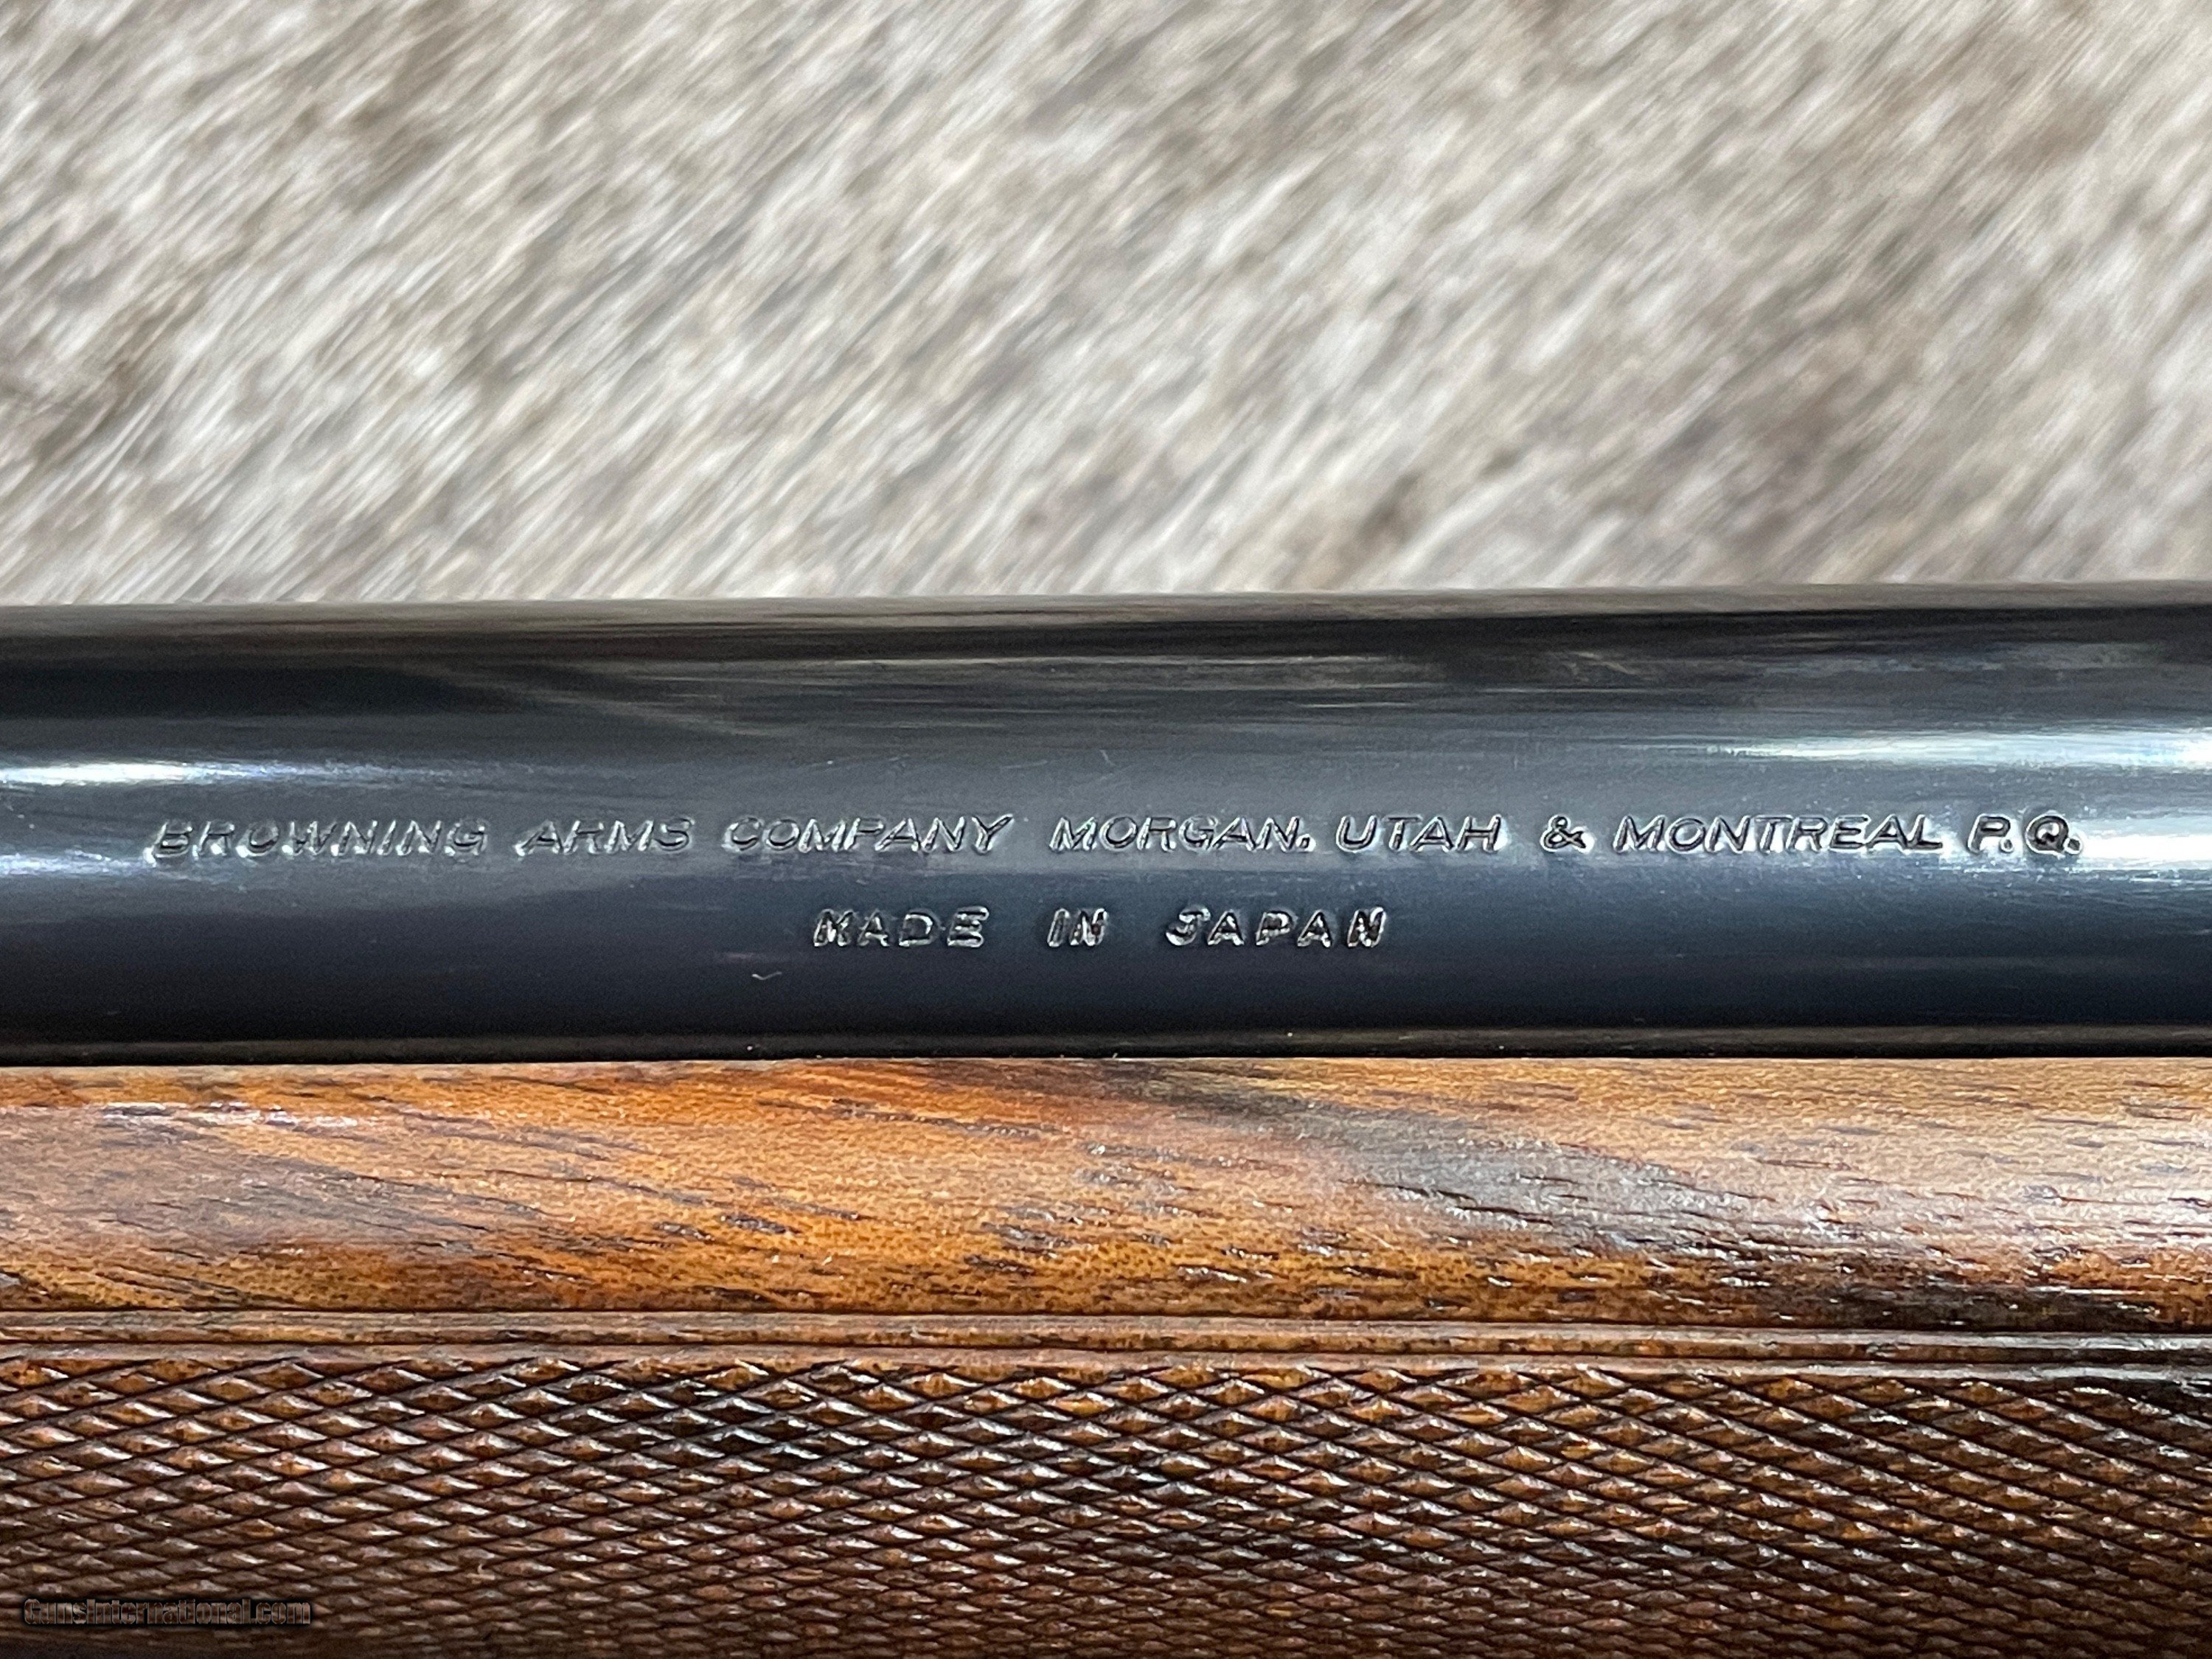 BROWNING ARMS COMPANY MORGAN, UTAH & MONTREAL P.Q.
MADE IN JAPAN
GunsInternational.com